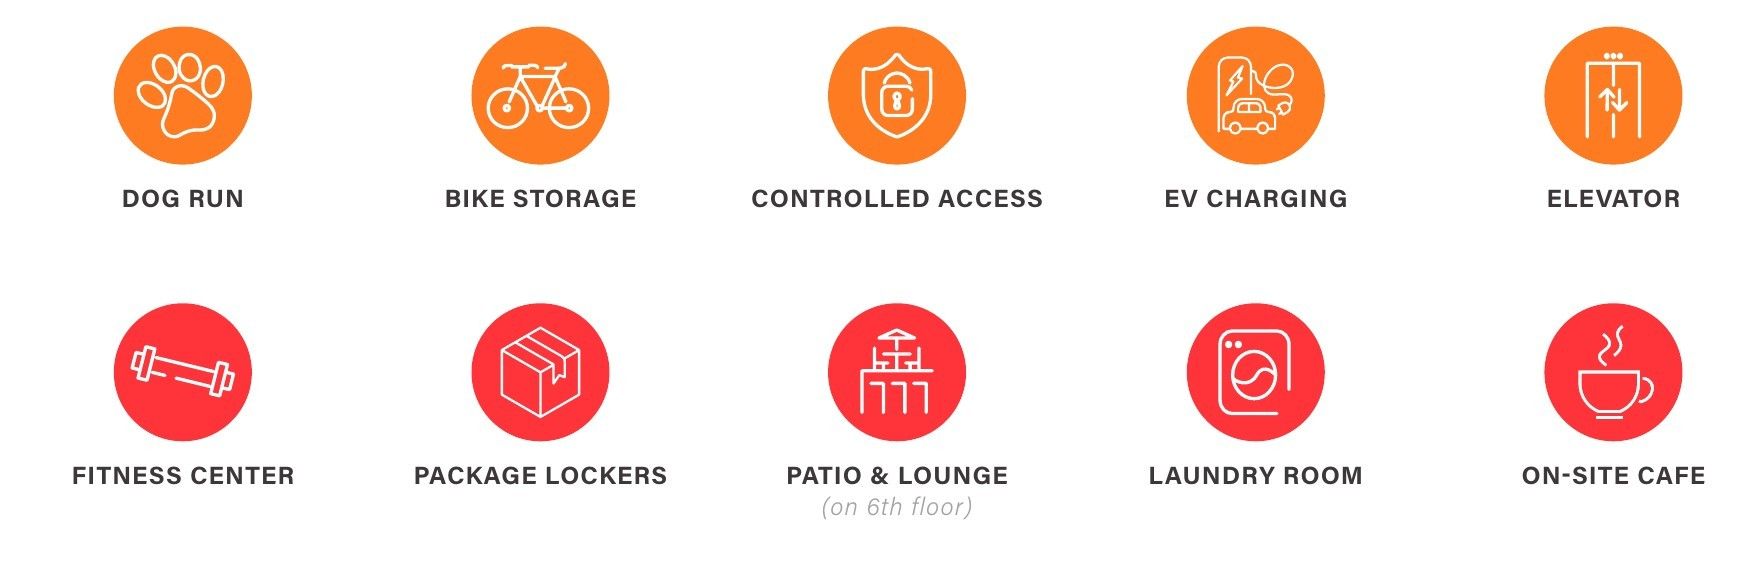 DOG RUN
BIKE STORAGE
CONTROLLED ACCESS
EV CHARGING
ELEVATOR
FITNESS CENTER
PACKAGE LOCKERS
PATIO & LOUNGE
(on 6th floor)
LAUNDRY ROOM
ON-SITE CAFE